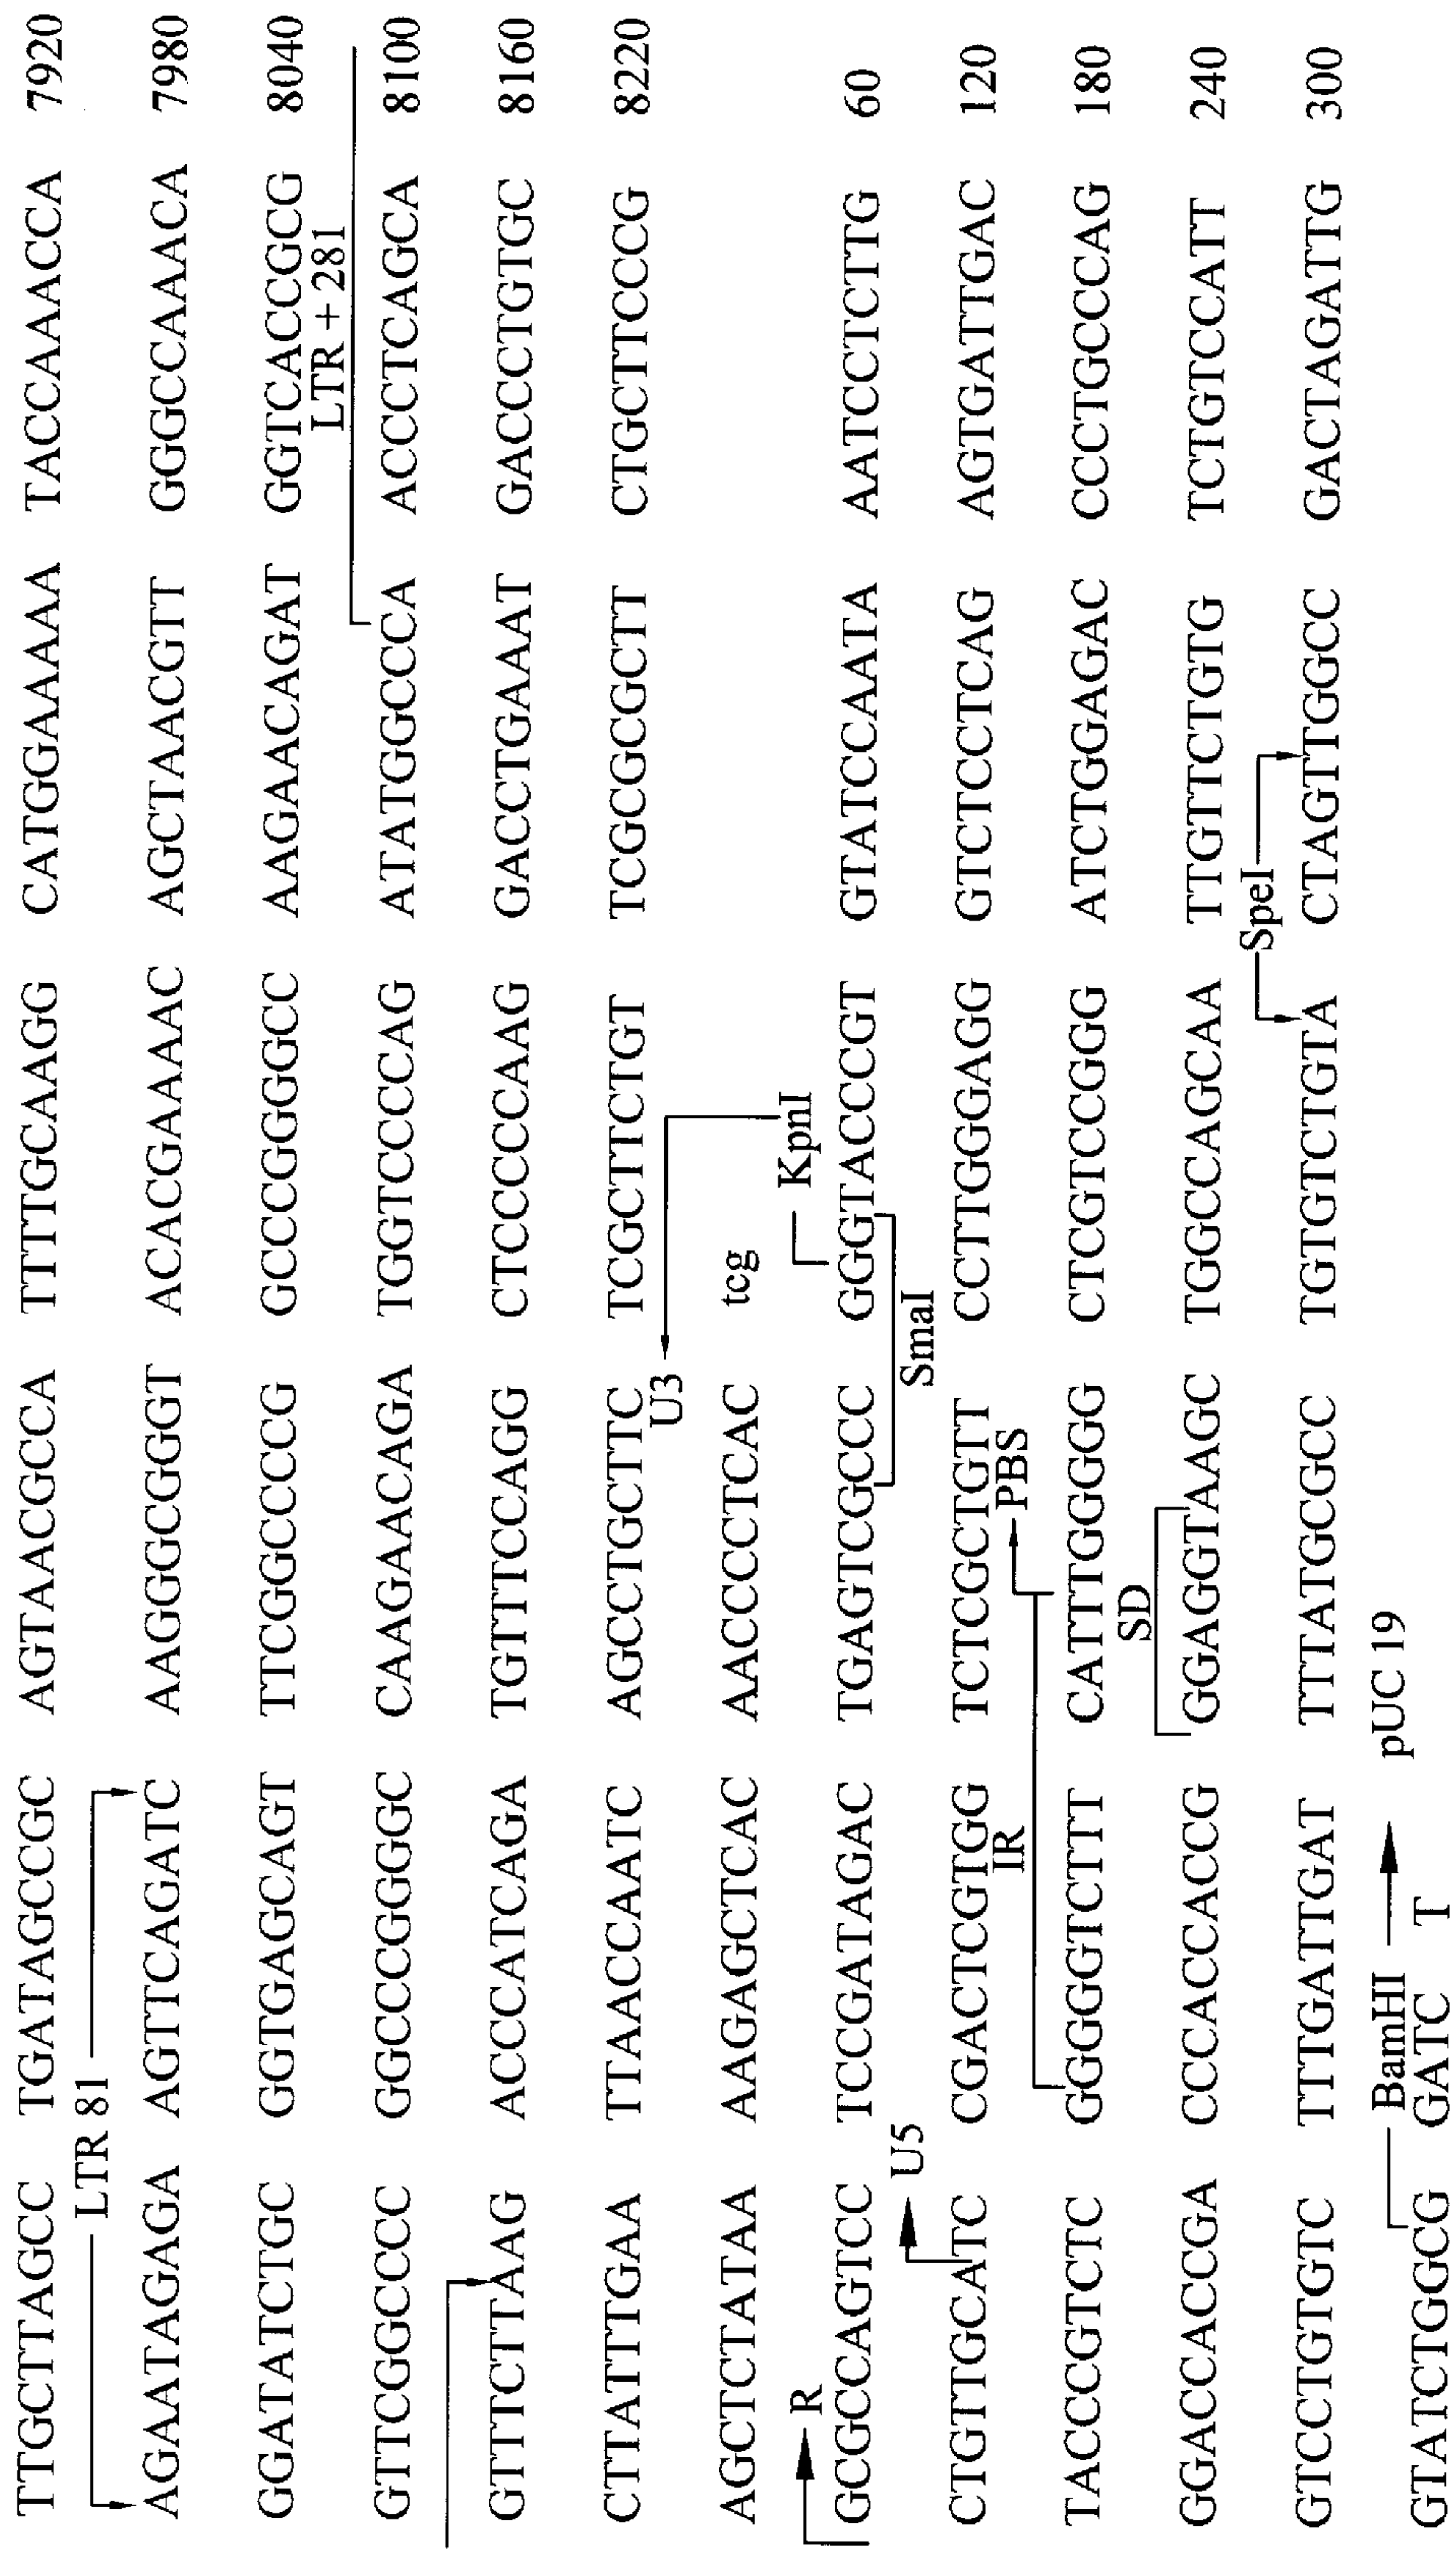 TTGCTTAGCC TGATAGCCGC AGTAACGCCA TTTTGCAAGG CATGGAAAAA TACCAAACCA 7920
LTR 81
AGAATAGAGA AGTTCAGATC AAGGGCGGGT ACACGAAAAC AGCTAACGTT GGGCCAAACA 7980
GGATATCTGC GGTGAGCAGT TTCGGCCCCG GCCCGGGGCC AAGAACAGAT GGTCACCGCG 8040
LTR + 281
GTTCGGCCCC GGCCCGGGGC CAAGAACAGA TGGTCCCCAG ATATGGCCCA ACCCTCAGCA 8100
GTTTCTTAAG ACCCATCAGA TGTTTCCAGG CTCCCCCAAG GACCTGAAAT GACCCTGTGC 8160
CTTATTTGAA TTAACCAATC AGCCTGCTTC TCGCTTCTGT TCGCGCGCTT CTGCTTCCCG 8220
U3
AGCTCTATAA AAGAGCTCAC AACCCCTCAC tcg
R KpnI
GCGCCAGTCC TCCGATAGAC TGAGTCGCCC GGGTACCCGT GTATCCAATA AATCCTCTTG 60
U5 SmaI
CTGTTGCATC CGACTCGTGG TCTCGCTGTT CCTTGGGAGG GTCTCCTCAG AGTGATTGAC 120
IR PBS
TACCCGTCTC GGGGGTCTTT CATTTGGGGG CTCGTCCGGG ATCTGGAGAC CCCTGCCCAG 180
SD
GGACCACCGA CCCACCACCG GGAGGTAAGC TGGCCAGCAA TTGTTCTGTG TCTGTCCATT 240
SpeI
GTCCTGTGTC TTTGATTGAT TTTATGCGCC TGTGTCTGTA CTAGTTGGCC GACTAGATTG 300
BamHI pUC 19
GTATCTGGCG GATC T